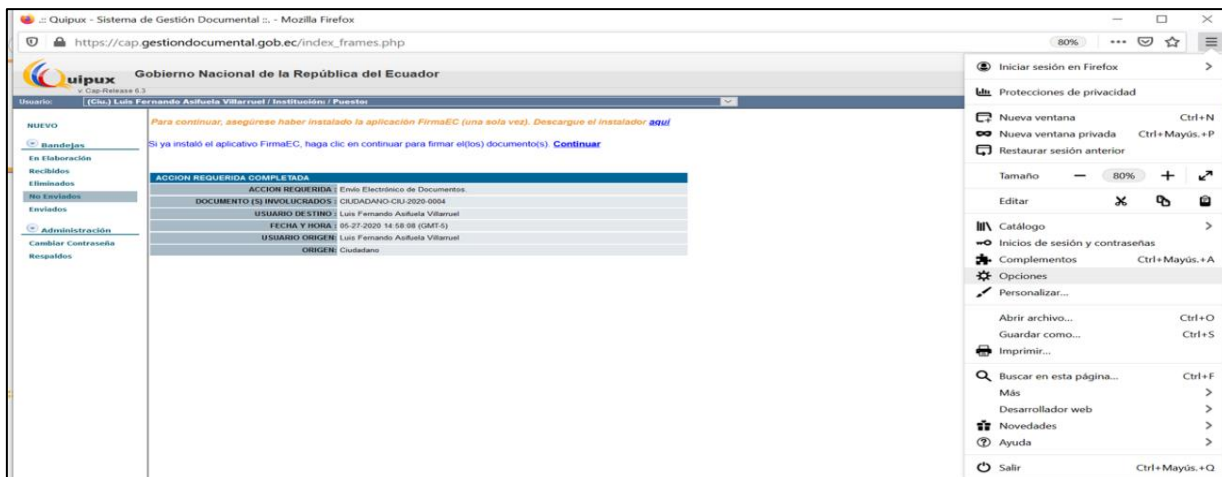 .:: Quipux - Sistema de Gestión Documental ::. - Mozilla Firefox
https://cap.gestiondocumental.gob.ec/index_frames.php
80%
Quipux
v. Cap-Release 6.3
Gobierno Nacional de la República del Ecuador
Usuario: (Ciu.) Luis Fernando Asifuela Villarruel / Institución: / Puesto:
NUEVO
Bandejas
En Elaboración
Recibidos
Eliminados
No Enviados
Enviados
Administración
Cambiar Contraseña
Respaldos
Para continuar, asegúrese haber instalado la aplicación FirmaEC (una sola vez). Descargue el instalador aquí
Si ya instaló el aplicativo FirmaEC, haga clic en continuar para firmar el(los) documento(s). Continuar
ACCION REQUERIDA COMPLETADA
ACCION REQUERIDA : Envío Electrónico de Documentos.
DOCUMENTO (S) INVOLUCRADOS : CIUDADANO-CIU-2020-0004
USUARIO DESTINO : Luis Fernando Asifuela Villarruel
FECHA Y HORA : 05-27-2020 14:58:08 (GMT-5)
USUARIO ORIGEN: Luis Fernando Asifuela Villarruel
ORIGEN: Ciudadano
Iniciar sesión en Firefox
Protecciones de privacidad
Nueva ventana Ctrl+N
Nueva ventana privada Ctrl+Mayús.+P
Restaurar sesión anterior
Tamaño 80%
Editar
Catálogo
Inicios de sesión y contraseñas
Complementos Ctrl+Mayús.+A
Opciones
Personalizar...
Abrir archivo... Ctrl+O
Guardar como... Ctrl+S
Imprimir...
Buscar en esta página... Ctrl+F
Más
Desarrollador web
Novedades
Ayuda
Salir Ctrl+Mayús.+Q